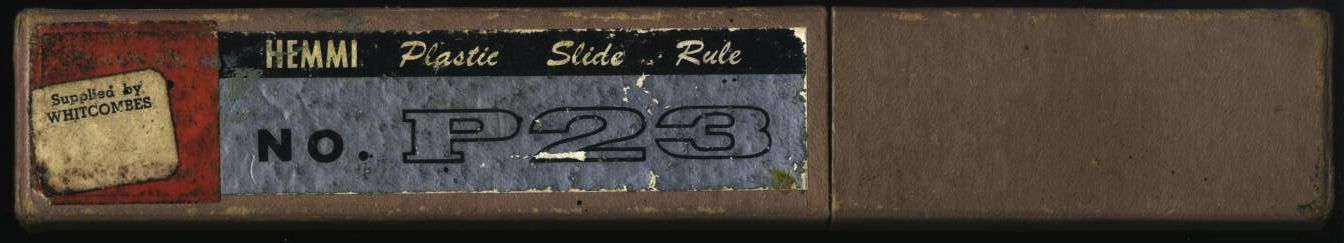 HEMMI Plastic Slide Rule
Supplied by
WHITCOMBES
NO. P23